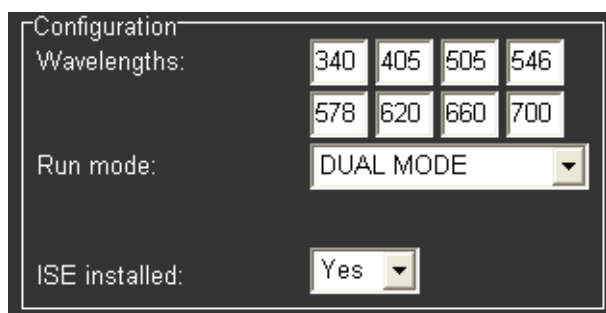 Configuration
Wavelengths: 340 405 505 546
578 620 660 700
Run mode: DUAL MODE
ISE installed: Yes